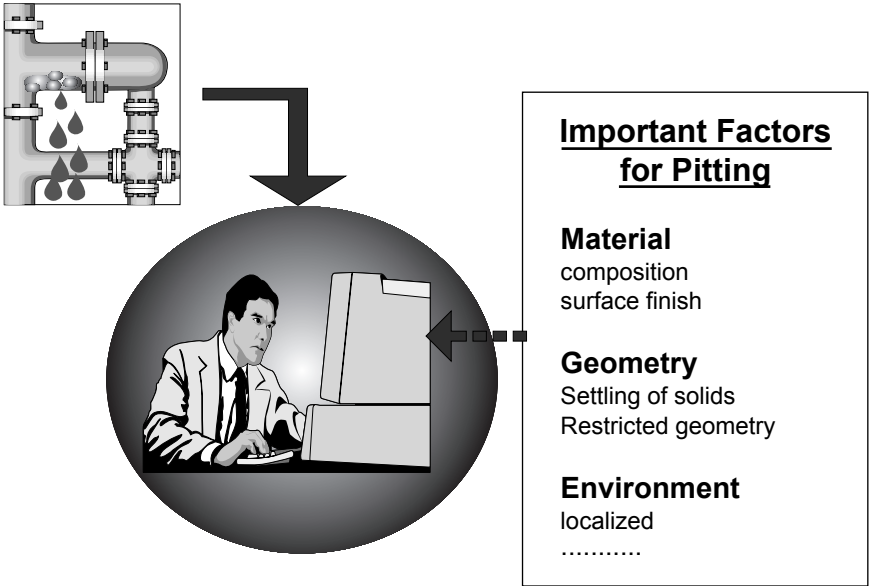 Important Factors
for Pitting
Material
composition
surface finish
Geometry
Settling of solids
Restricted geometry
Environment
localized
...........